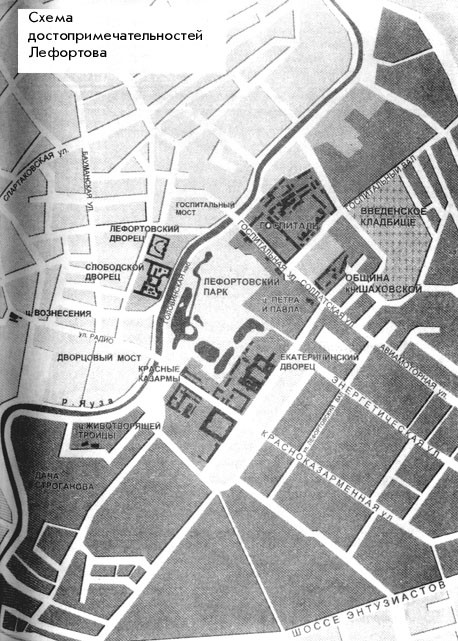 Схема
достопримечательностей
Лефортова
СПАРТАКОВСКАЯ УЛ.
БАУМАНСКАЯ УЛ.
ГОСПИТАЛЬНЫЙ
МОСТ
ГОСПИТАЛЬ
ГОСПИТАЛЬНЫЙ ВАЛ
ВВЕДЕНСКОЕ
КЛАДБИЩЕ
ЛЕФОРТОВСКИЙ
ДВОРЕЦ
СЛОБОДСКОЙ
ДВОРЕЦ
ГОСПИТАЛЬНАЯ УЛ.
СОЛДАТСКАЯ УЛ.
ОБЩИНА
кн.ШАХОВСКОЙ
ЛЕФОРТОВСКИЙ
ПАРК
ц. ПЕТРА
И ПАВЛА
ц. ВОЗНЕСЕНИЯ
УЛ. РАДИО
ДВОРЦОВЫЙ МОСТ
КРАСНЫЕ
КАЗАРМЫ
ЕКАТЕРИНИНСКИЙ
ДВОРЕЦ
АВИАМОТОРНАЯ УЛ.
ЭНЕРГЕТИЧЕСКАЯ УЛ.
КРАСНОКАЗАРМЕННАЯ УЛ.
р. Яуза
ц. ЖИВОТВОРЯЩЕЙ
ТРОИЦЫ
ДАЧА
СТРОГАНОВА
ШОССЕ ЭНТУЗИАСТОВ